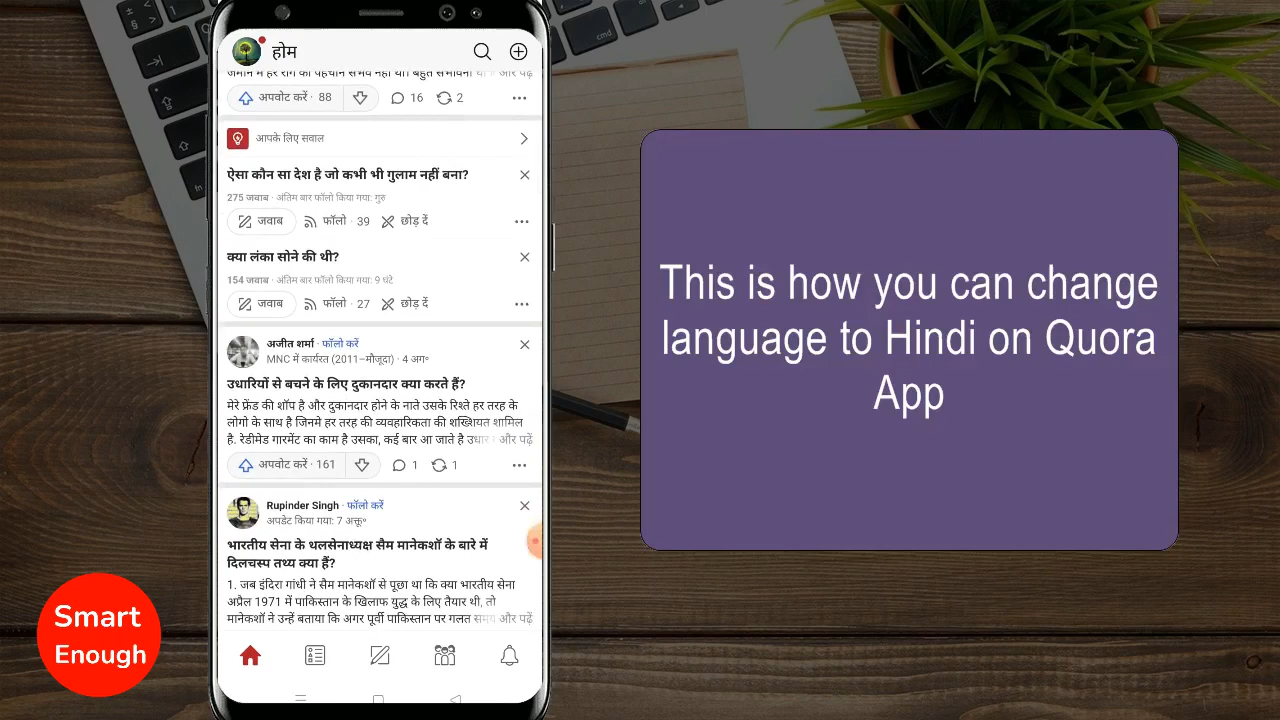 होम
अपवोट करें · 88
16
2
आपके लिए सवाल
ऐसा कौन सा देश है जो कभी भी गुलाम नहीं बना?
275 जवाब · अंतिम बार फॉलो किया गया: गुरु
जवाब फॉलो · 39 छोड़ दें
क्या लंका सोने की थी?
154 जवाब · अंतिम बार फॉलो किया गया: 9 घंटे
जवाब फॉलो · 27 छोड़ दें
अजीत शर्मा · फॉलो करें
MNC में कार्यरत (2011–मौजूदा) · 4 अग॰
उधारियों से बचने के लिए दुकानदार क्या करते हैं?
मेरे फ्रेंड की शॉप है और दुकानदार होने के नाते उसके रिश्ते हर तरह के
लोगो के साथ है जिनमे हर तरह की व्यवहारिकता की शख्शियत शामिल
है. रेडीमेड गारमेंट का काम है उसका, कई बार आ जाते है उधार और पढ़ें
अपवोट करें · 161 1 1
Rupinder Singh · फॉलो करें
अपडेट किया गया: 7 अक्तू॰
भारतीय सेना के थलसेनाध्यक्ष सैम मानेकशॉ के बारे में
दिलचस्प तथ्य क्या हैं?
1. जब इंदिरा गांधी ने सैम मानेकशॉ से पूछा था कि क्या भारतीय सेना
अप्रैल 1971 में पाकिस्तान के खिलाफ युद्ध के लिए तैयार थी, तो
मानेकशॉ ने उन्हें बताया कि अगर पूर्वी पाकिस्तान पर गलत समय और पढ़ें
This is how you can change
language to Hindi on Quora
App
Smart
Enough